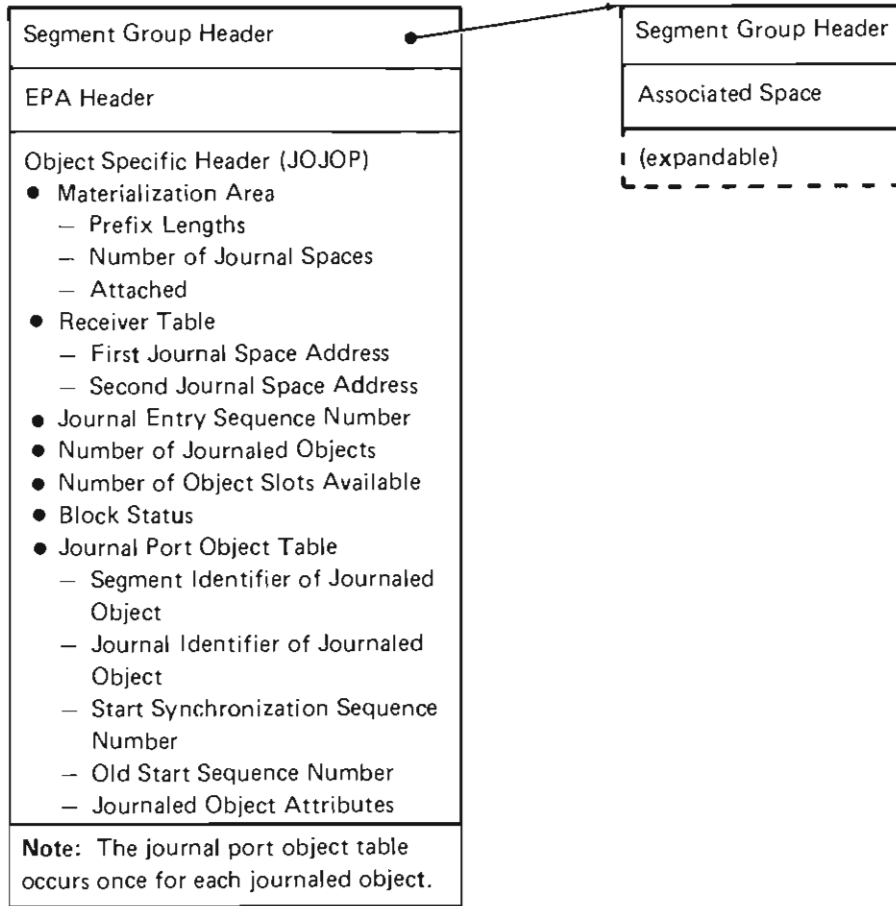 Segment Group Header
EPA Header
Object Specific Header (JOJOP)
● Materialization Area
— Prefix Lengths
— Number of Journal Spaces
— Attached
● Receiver Table
— First Journal Space Address
— Second Journal Space Address
● Journal Entry Sequence Number
● Number of Journaled Objects
● Number of Object Slots Available
● Block Status
● Journal Port Object Table
— Segment Identifier of Journaled
Object
— Journal Identifier of Journaled
Object
— Start Synchronization Sequence
Number
— Old Start Sequence Number
— Journaled Object Attributes
Note: The journal port object table
occurs once for each journaled object.
Segment Group Header
Associated Space
(expandable)